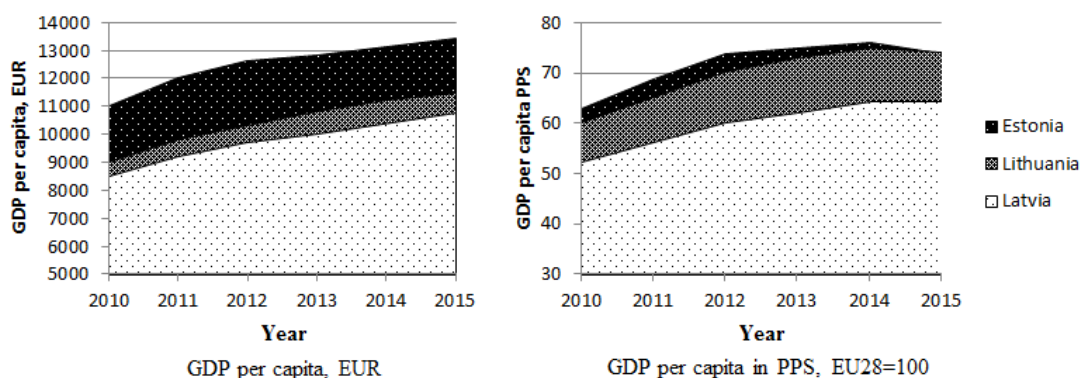 14000
13000
12000
11000
10000
9000
8000
7000
6000
5000
GDP per capita, EUR
2010 2011 2012 2013 2014 2015
Year
GDP per capita, EUR
80
70
60
50
40
30
GDP per capita PPS
2010 2011 2012 2013 2014 2015
Year
GDP per capita in PPS, EU28=100
Estonia
Lithuania
Latvia